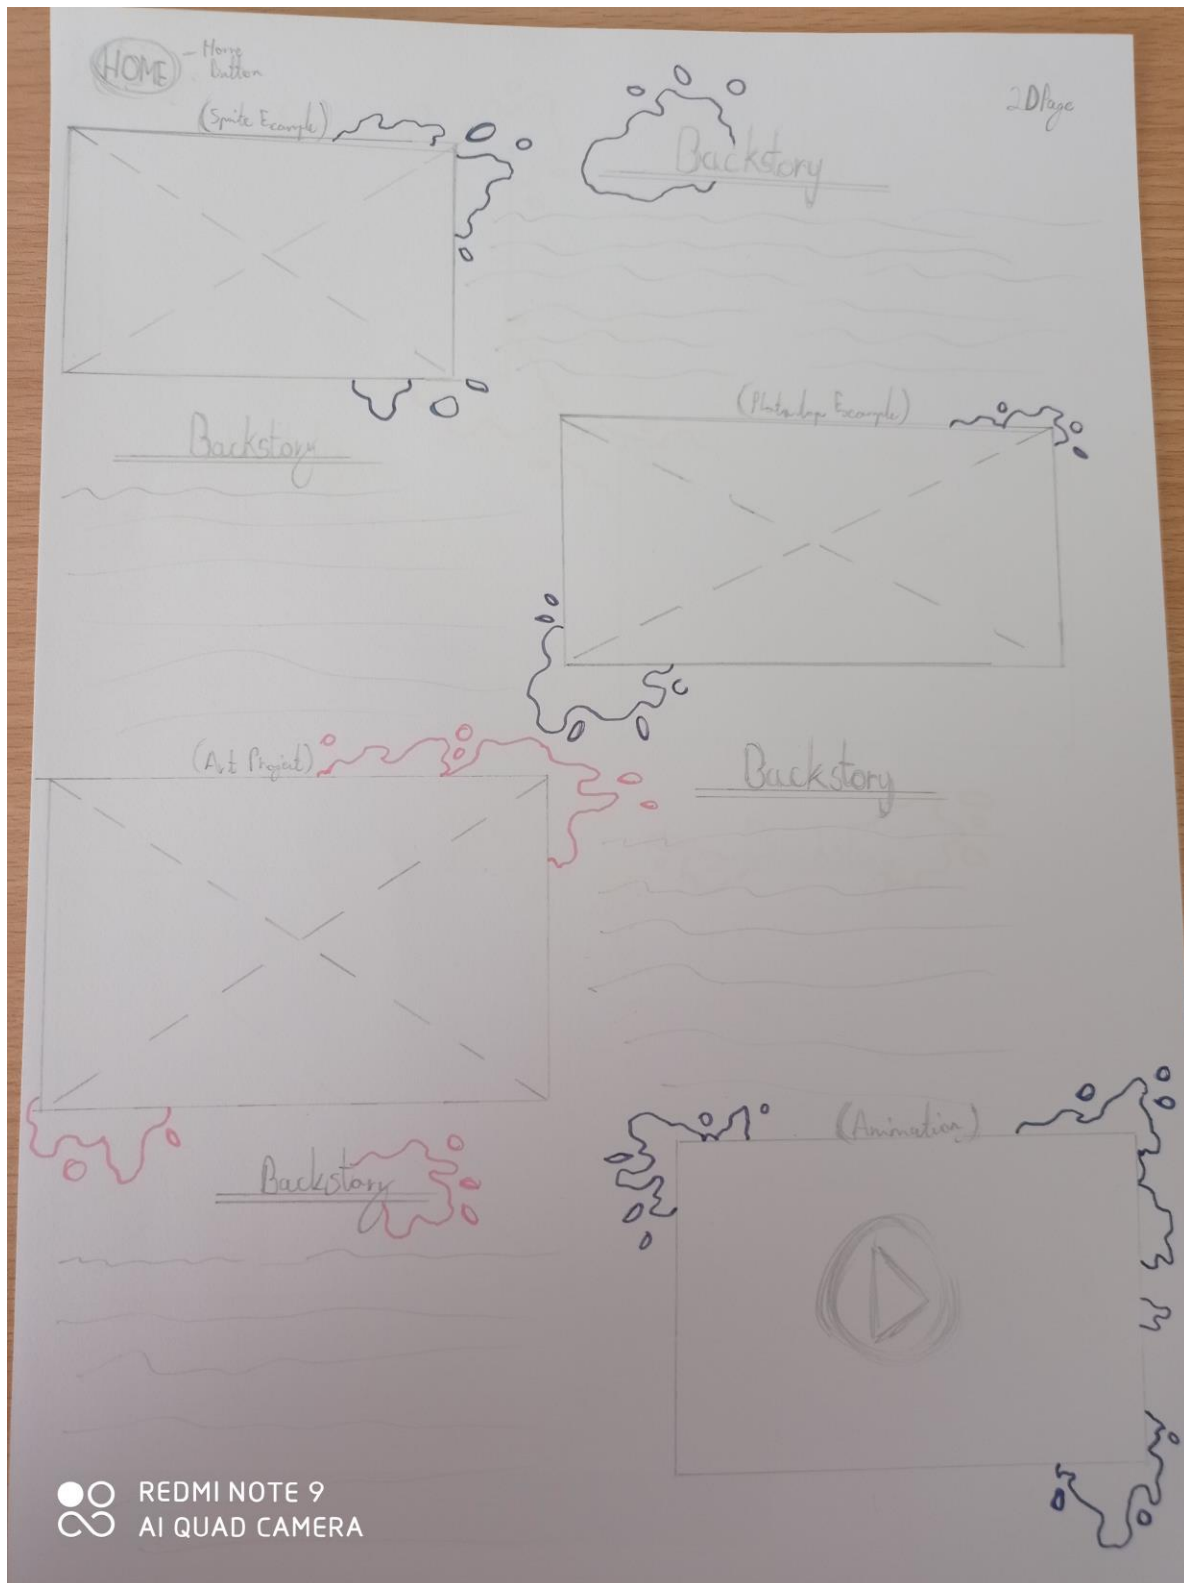 HOME - Home
button
2D Page
(Sprite Example)
Backstory
(Photoshop Example)
Backstory
(Art Project)
Backstory
(Animation)
Backstory
REDMI NOTE 9
AI QUAD CAMERA